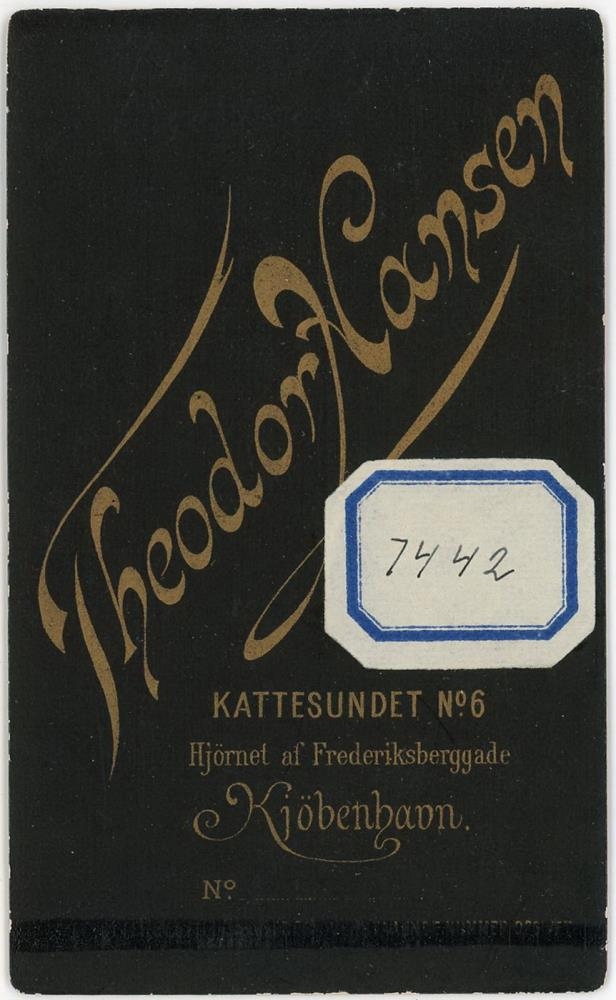 Theodor Hansen
7442
KATTESUNDET Nº6
Hjörnet af Frederiksberggade
Kjöbenhavn.
Nº